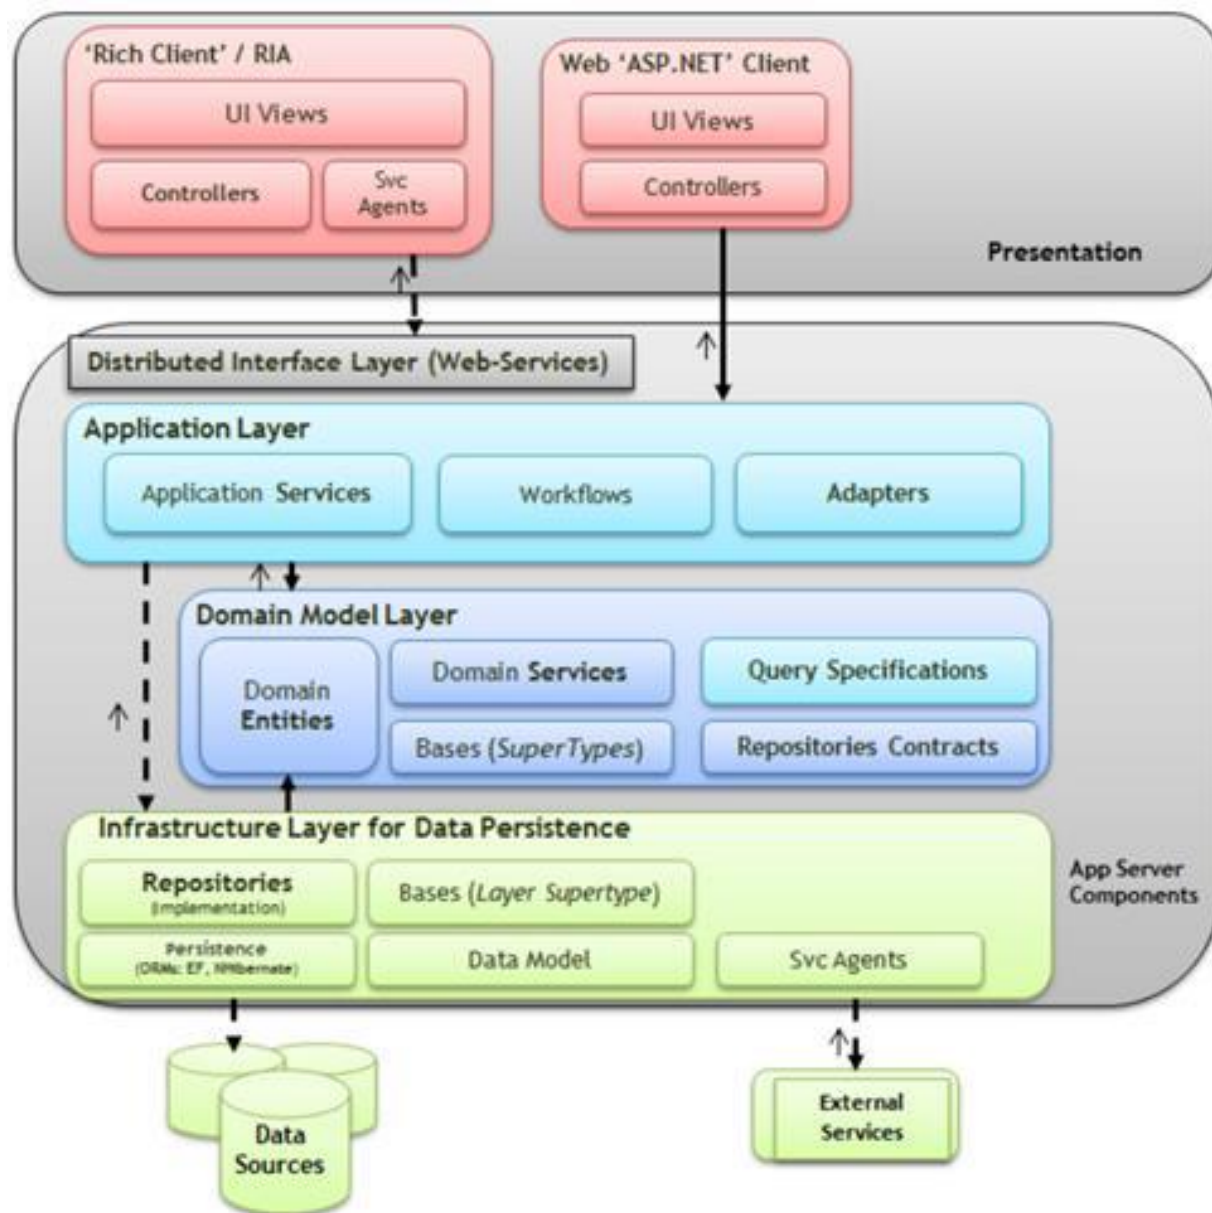 ‘Rich Client’ / RIA
UI Views
Controllers
Svc
Agents
Web ‘ASP.NET’ Client
UI Views
Controllers
Presentation
Distributed Interface Layer (Web-Services)
Application Layer
Application Services
Workflows
Adapters
Domain Model Layer
Domain
Entities
Domain Services
Query Specifications
Bases (SuperTypes)
Repositories Contracts
Infrastructure Layer for Data Persistence
Repositories
(Implementation)
Bases (Layer Supertype)
Persistence
(ORMs: EF, NHibernate)
Data Model
Svc Agents
App Server
Components
Data
Sources
External
Services